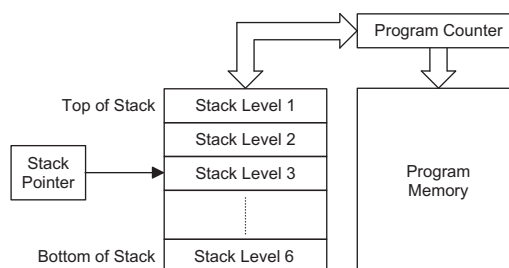 Program Counter
Top of Stack
Stack Level 1
Stack Level 2
Stack
Pointer
Stack Level 3
Program
Memory
Bottom of Stack
Stack Level 6